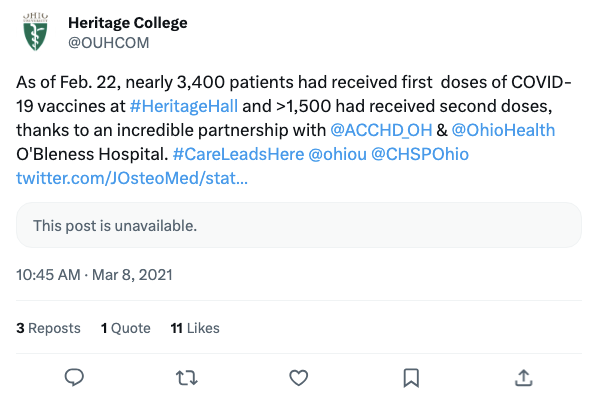 OHIO
UNIVERSITY
Heritage College
@OUHCOM
As of Feb. 22, nearly 3,400 patients had received first  doses of COVID-
19 vaccines at #HeritageHall and >1,500 had received second doses,
thanks to an incredible partnership with @ACCHD_OH & @OhioHealth
O'Bleness Hospital. #CareLeadsHere @ohiou @CHSPOhio
twitter.com/JOsteoMed/stat...
This post is unavailable.
10:45 AM · Mar 8, 2021
3 Reposts 1 Quote 11 Likes